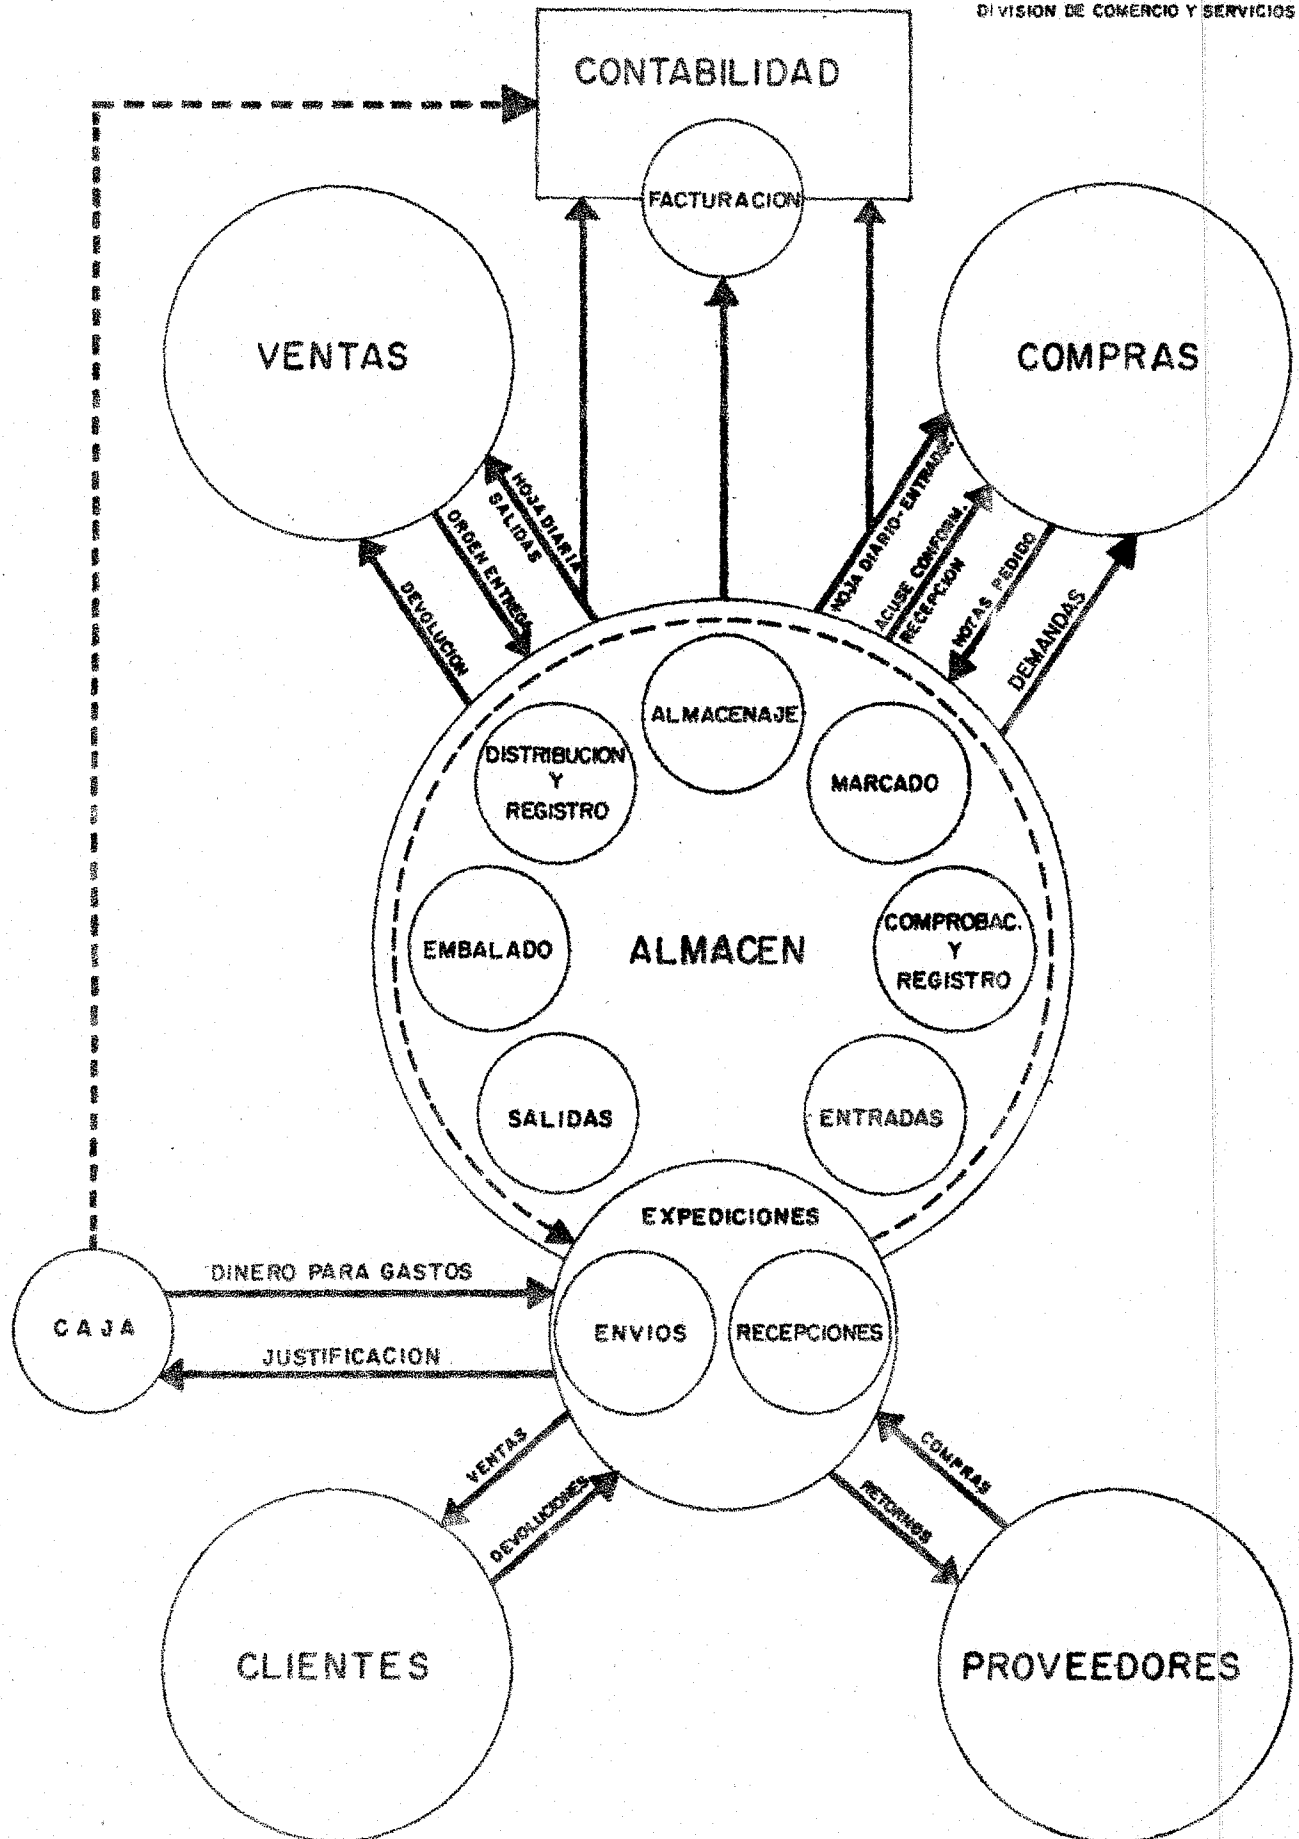 DIVISION DE COMERCIO Y SERVICIOS
CONTABILIDAD
FACTURACION
VENTAS
COMPRAS
HOJA DIARIA
SALIDAS
ORDEN ENTREGA
DEVOLUCION
HOJA DIARIO-ENTRADA.
ACUSE CONFORM.
RECEPCION
NOTAS PEDIDO
DEMANDAS
ALMACENAJE
DISTRIBUCION
Y
REGISTRO
MARCADO
EMBALADO
ALMACEN
COMPROBAC.
Y
REGISTRO
SALIDAS
ENTRADAS
EXPEDICIONES
DINERO PARA GASTOS
CAJA
ENVIOS
RECEPCIONES
JUSTIFICACION
VENTAS
DEVOLUCIONES
COMPRAS
RETORNOS
CLIENTES
PROVEEDORES